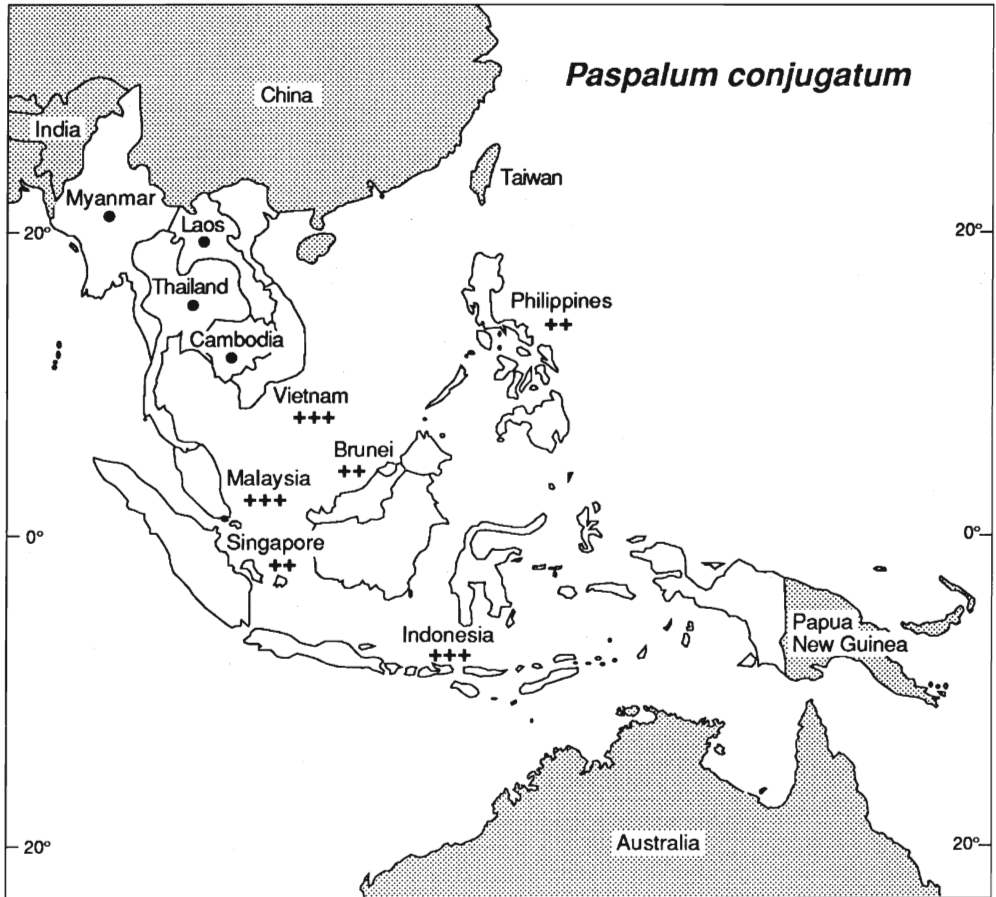 Paspalum conjugatum
China
India
Taiwan
Myanmar
Laos
20° 20°
Thailand
Philippines
++
Cambodia
Vietnam
+++
Brunei
++
Malaysia
+++
0° 0°
Singapore
++
Indonesia
+++
Papua
New Guinea
20° 20°
Australia